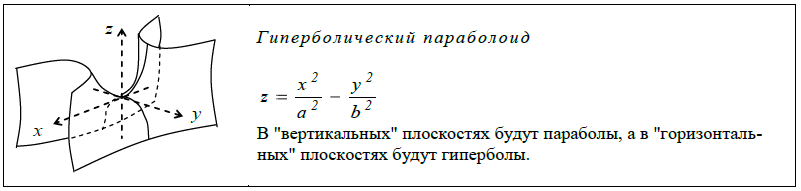 z
x
y
Гиперболический параболоид
z = x² / a² − y² / b²
В "вертикальных" плоскостях будут параболы, а в "горизонталь-
ных" плоскостях будут гиперболы.